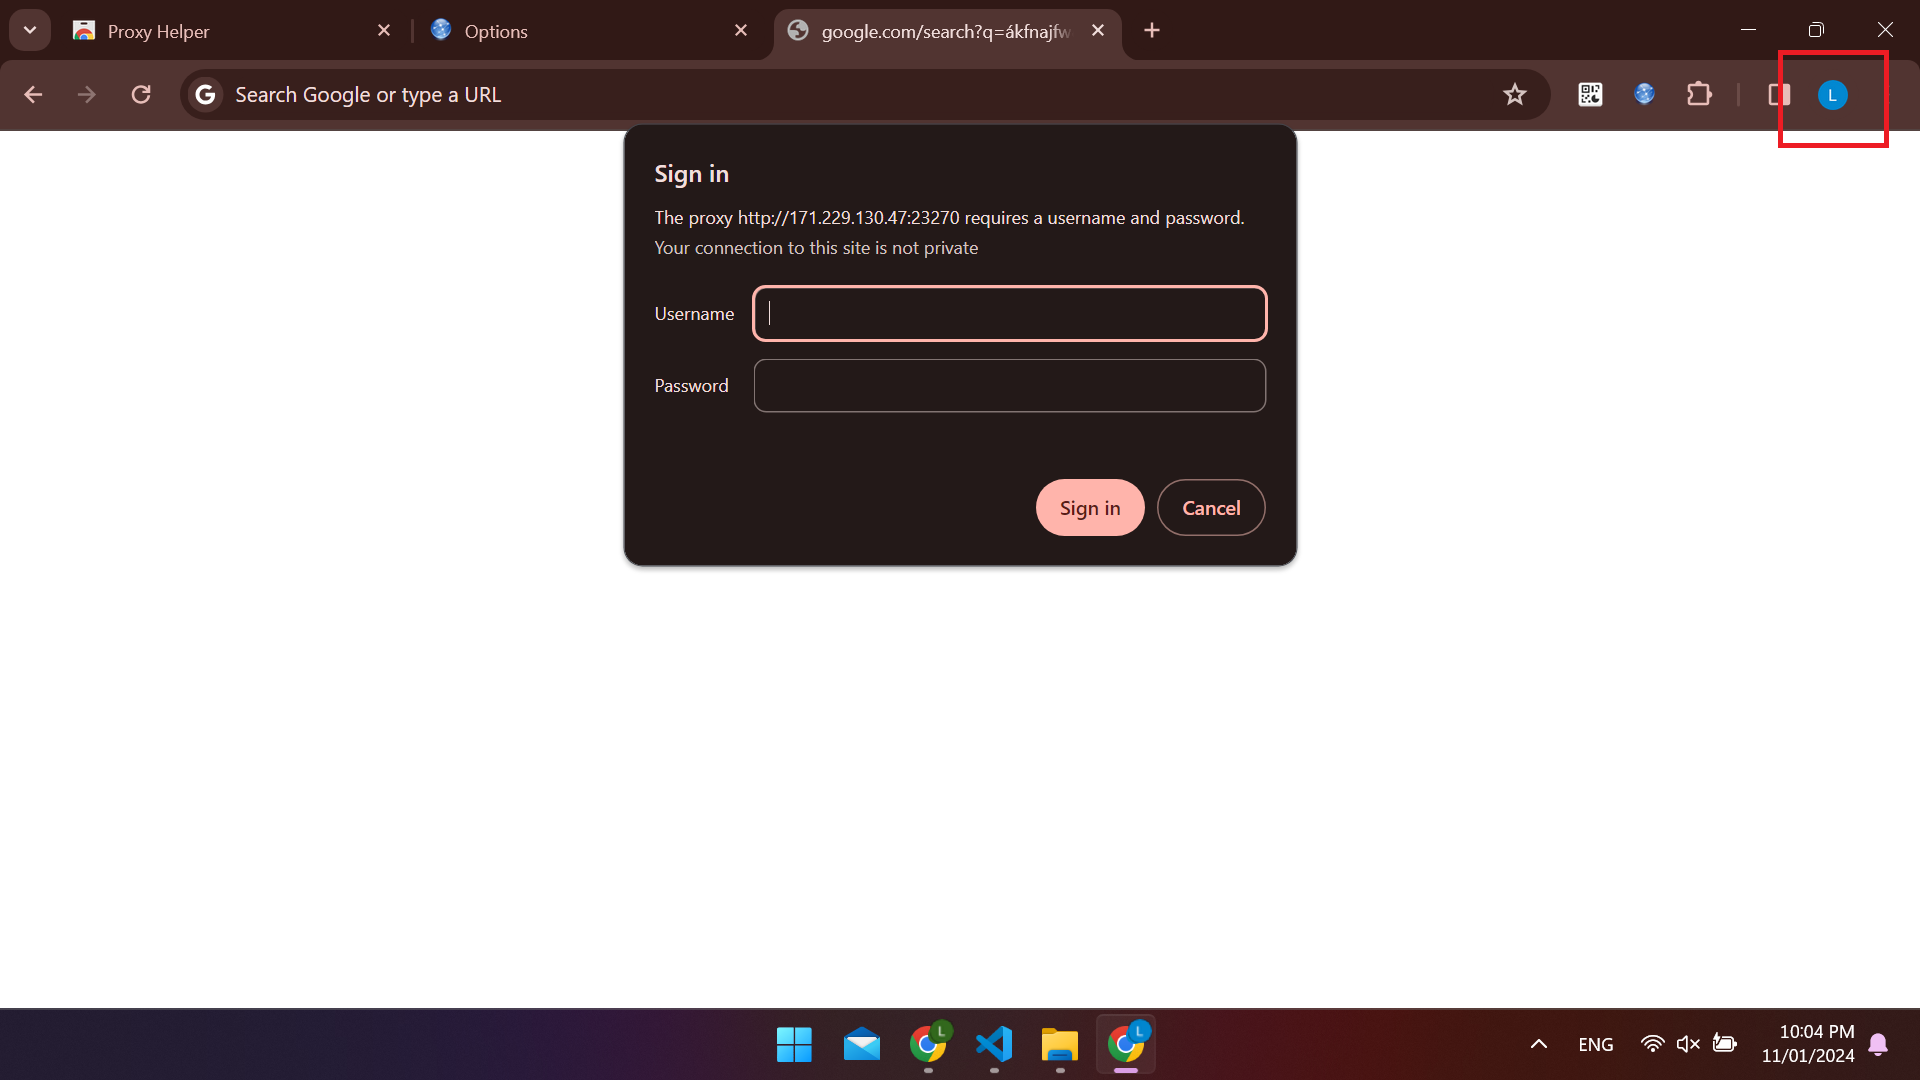 Proxy Helper
Options
google.com/search?q=ákfnajfw
G Search Google or type a URL
L
Sign in
The proxy http://171.229.130.47:23270 requires a username and password.
Your connection to this site is not private
Username
Password
Sign in
Cancel
L
L
ENG
10:04 PM
11/01/2024